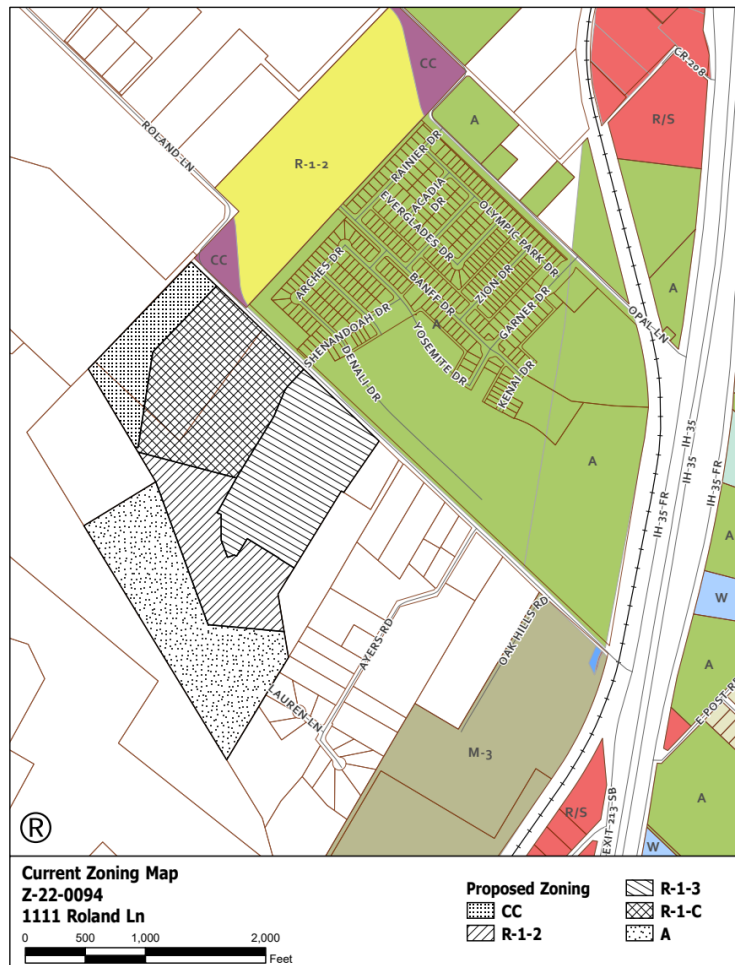 CC
CR-208
ROLAND LN
A
R/S
R-1-2
RAINIER DR
ACADIA DR
EVERGLADES DR
OLYMPIC PARK DR
CC
ARCHES DR
BANFF DR
ZION DR
A
SHENANDOAH DR
A
GARNER DR
OPAL LN
DENALI DR
YOSEMITE DR
KENAI DR
IH-35
IH-35
IH-35-FR
IH-35-FR
A
A
W
AYERS RD
OAK HILLS RD
A
LAUREN LN
E-POST-R
M-3
A
R/S
EXIT-213-SB
W
R
Current Zoning Map
Z-22-0094
1111 Roland Ln
0 500 1,000 2,000
Feet
Proposed Zoning
CC
R-1-2
R-1-3
R-1-C
A